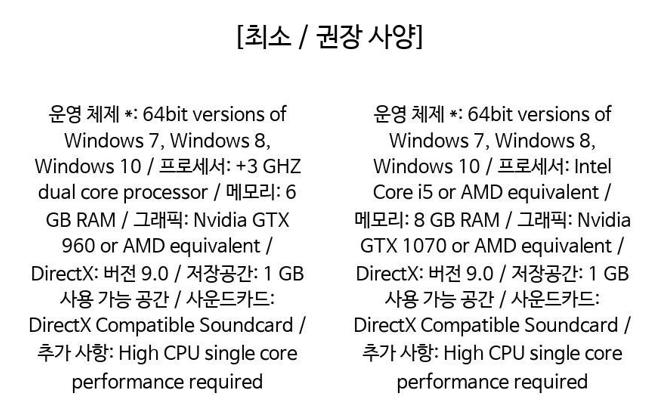 [최소 / 권장 사양]
운영 체제 *: 64bit versions of
Windows 7, Windows 8,
Windows 10 / 프로세서: +3 GHZ
dual core processor / 메모리: 6
GB RAM / 그래픽: Nvidia GTX
960 or AMD equivalent /
DirectX: 버전 9.0 / 저장공간: 1 GB
사용 가능 공간 / 사운드카드:
DirectX Compatible Soundcard /
추가 사항: High CPU single core
performance required
운영 체제 *: 64bit versions of
Windows 7, Windows 8,
Windows 10 / 프로세서: Intel
Core i5 or AMD equivalent /
메모리: 8 GB RAM / 그래픽: Nvidia
GTX 1070 or AMD equivalent /
DirectX: 버전 9.0 / 저장공간: 1 GB
사용 가능 공간 / 사운드카드:
DirectX Compatible Soundcard /
추가 사항: High CPU single core
performance required